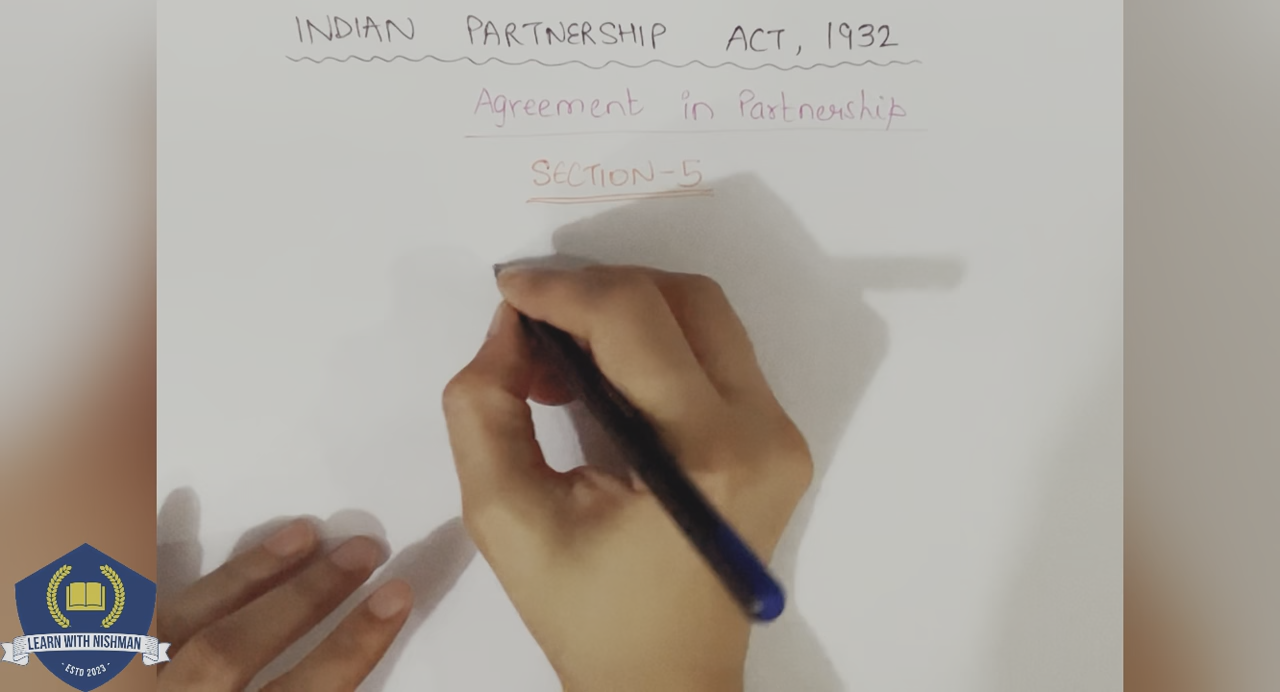 INDIAN PARTNERSHIP ACT, 1932
Agreement in Partnership
SECTION-5
LEARN WITH NISHMAN
- ESTD 2023 -